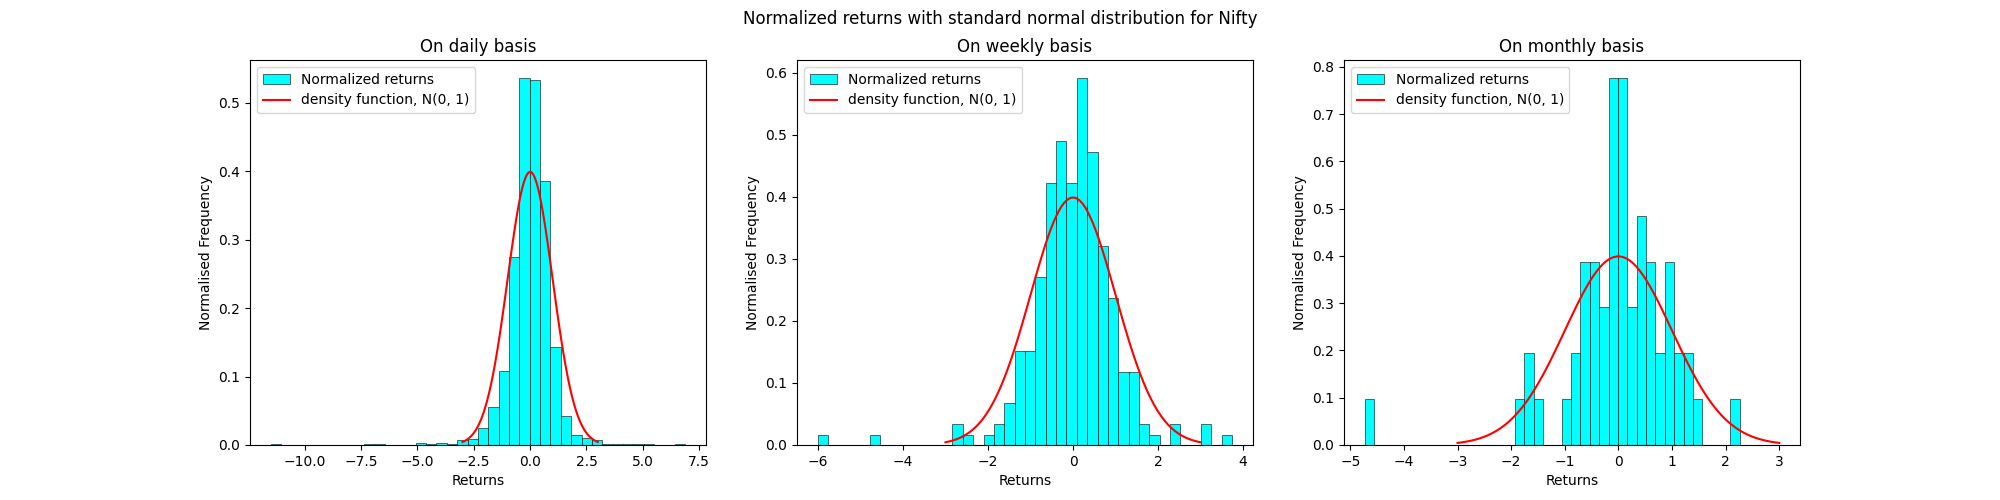 Normalized returns with standard normal distribution for Nifty
On daily basis
Normalized returns
density function, N(0, 1)
Normalised Frequency
0.5
0.4
0.3
0.2
0.1
0.0
−10.0 −7.5 −5.0 −2.5 0.0 2.5 5.0 7.5
Returns
On weekly basis
Normalized returns
density function, N(0, 1)
Normalised Frequency
0.6
0.5
0.4
0.3
0.2
0.1
0.0
−6 −4 −2 0 2 4
Returns
On monthly basis
Normalized returns
density function, N(0, 1)
Normalised Frequency
0.8
0.7
0.6
0.5
0.4
0.3
0.2
0.1
0.0
−5 −4 −3 −2 −1 0 1 2 3
Returns